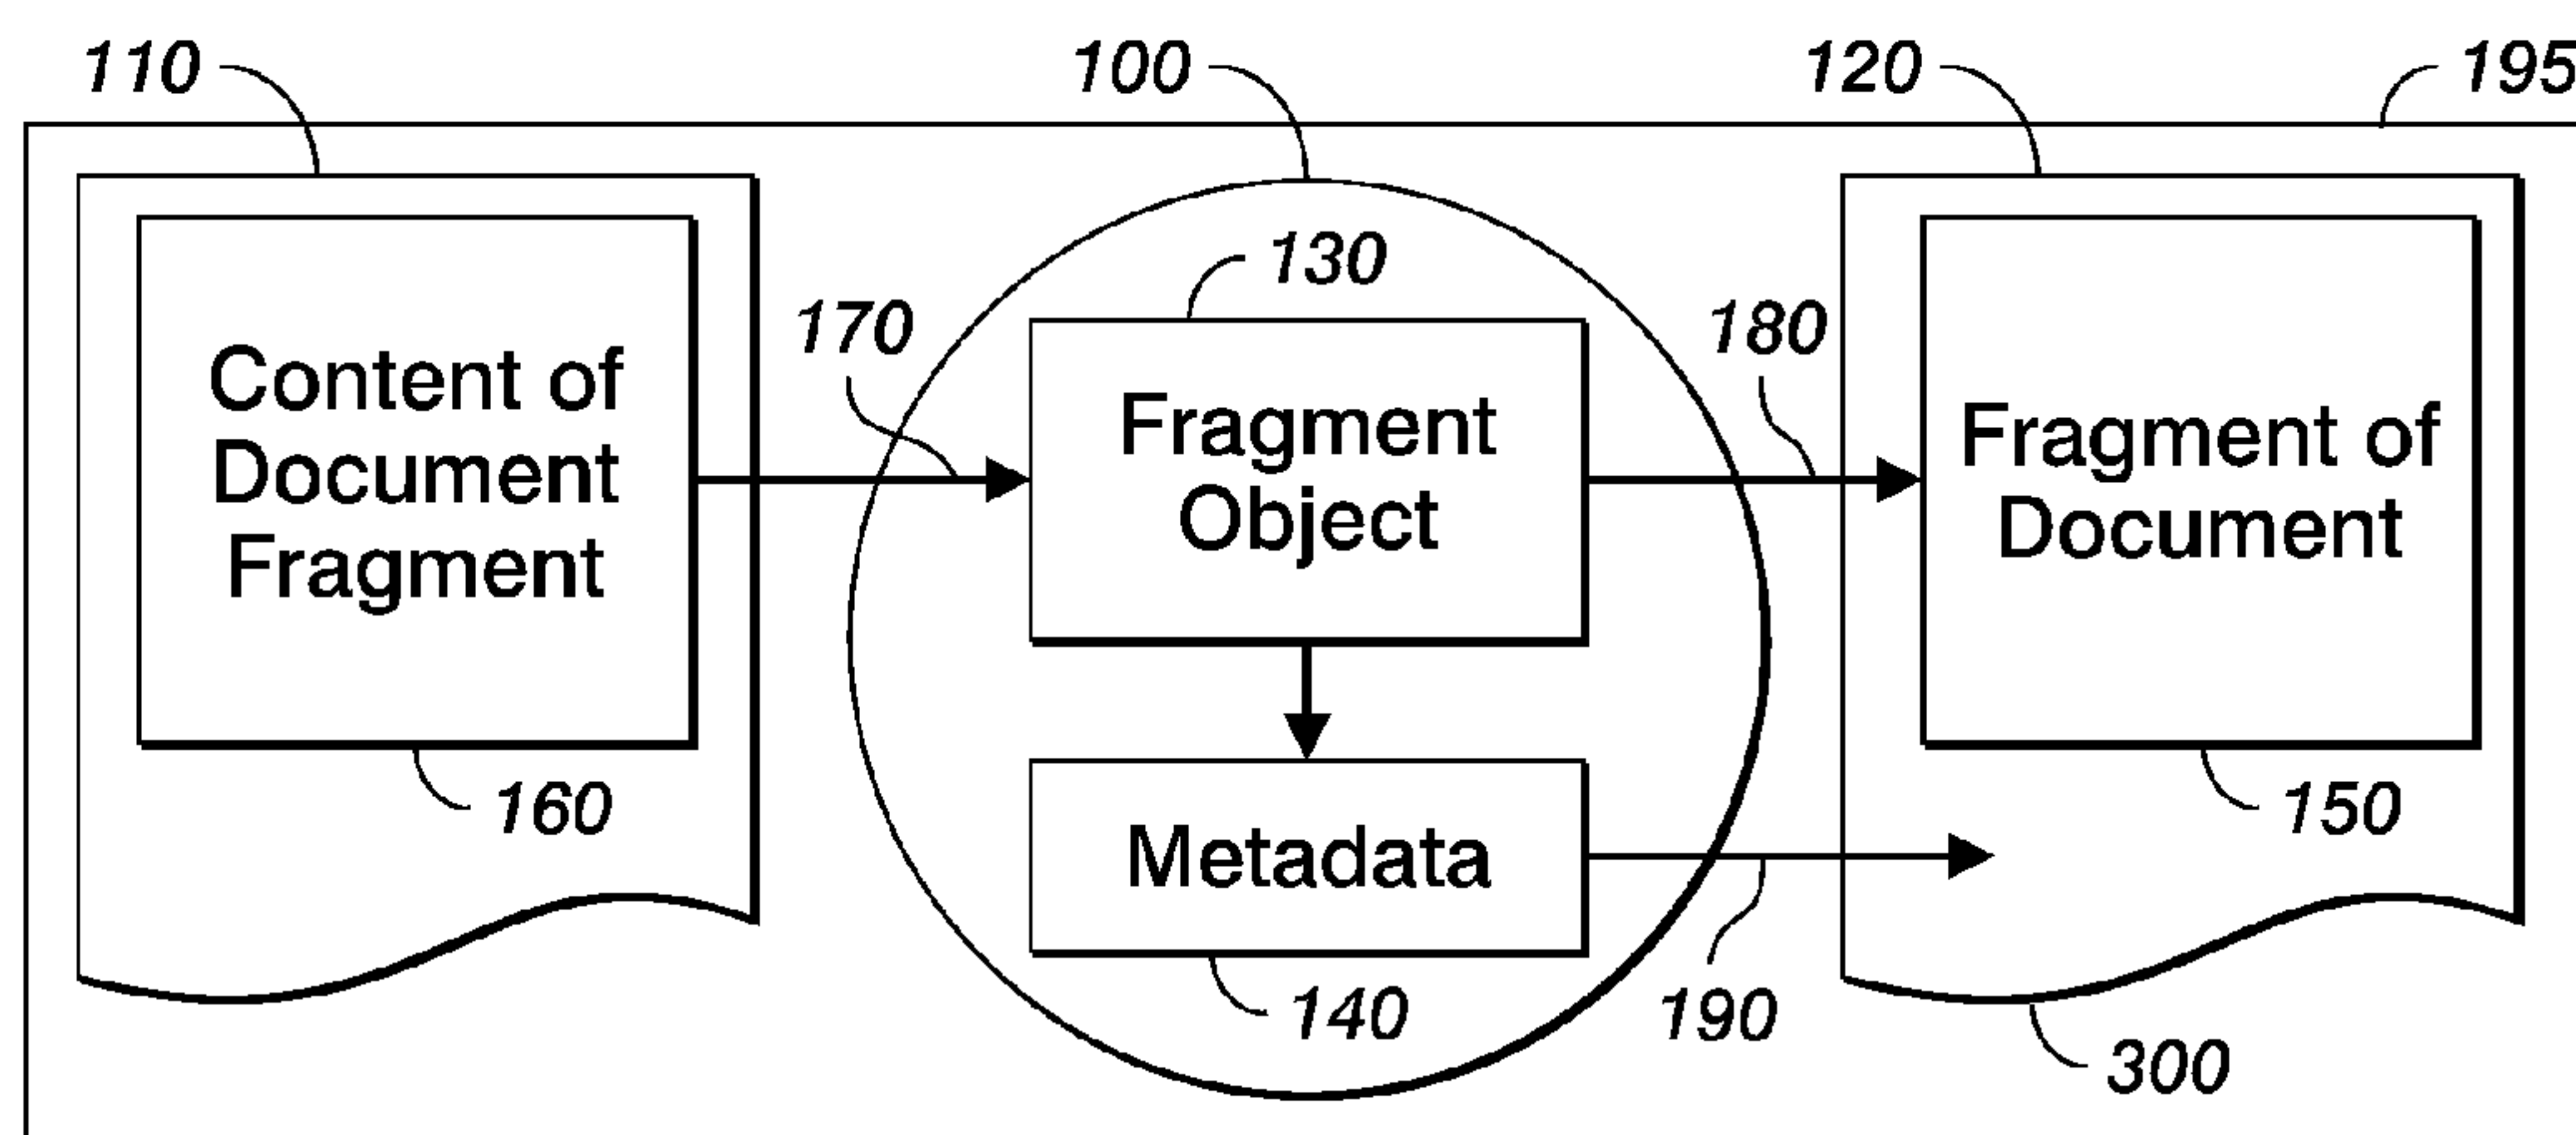 110
100
120
195
130
170
180
Content of
Document
Fragment
Fragment
Object
Fragment of
Document
160
150
Metadata
140
190
300